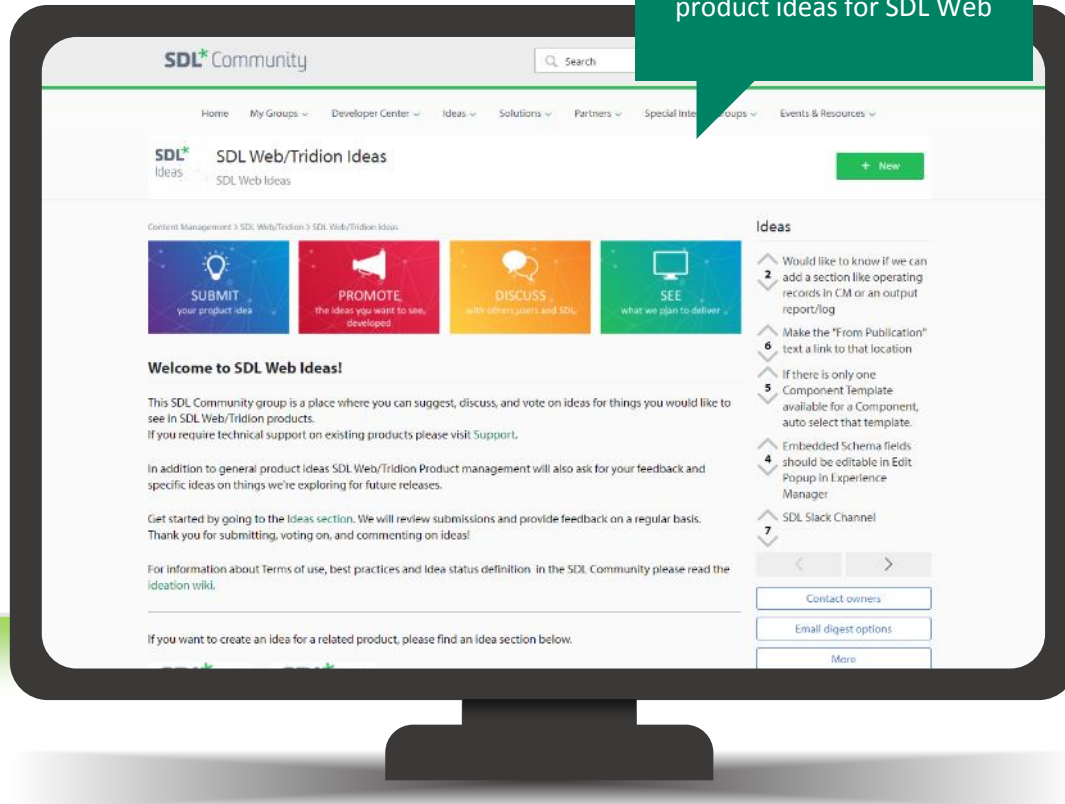 product ideas for SDL Web
SDL* Community
Search
Home My Groups Developer Center Ideas Solutions Partners Special Interest Groups Events & Resources
SDL*
Ideas
SDL Web/Tridion Ideas
SDL Web Ideas
+ New
Content Management > SDL Web/Tridion > SDL Web/Tridion Ideas
SUBMIT
your product idea
PROMOTE
the ideas you want to see,
developed
DISCUSS
with others users and SDL
SEE
what we plan to deliver
Welcome to SDL Web Ideas!
This SDL Community group is a place where you can suggest, discuss, and vote on ideas for things you would like to
see in SDL Web/Tridion products.
If you require technical support on existing products please visit Support.
In addition to general product ideas SDL Web/Tridion Product management will also ask for your feedback and
specific ideas on things we're exploring for future releases.
Get started by going to the Ideas section. We will review submissions and provide feedback on a regular basis.
Thank you for submitting, voting on, and commenting on ideas!
For information about Terms of use, best practices and Idea status definition in the SDL Community please read the
ideation wiki.
If you want to create an idea for a related product, please find an idea section below.
Ideas
2
Would like to know if we can
add a section like operating
records in CM or an output
report/log
6
Make the "From Publication"
text a link to that location
5
If there is only one
Component Template
available for a Component,
auto select that template.
4
Embedded Schema fields
should be editable in Edit
Popup in Experience
Manager
7
SDL Slack Channel
Contact owners
Email digest options
More